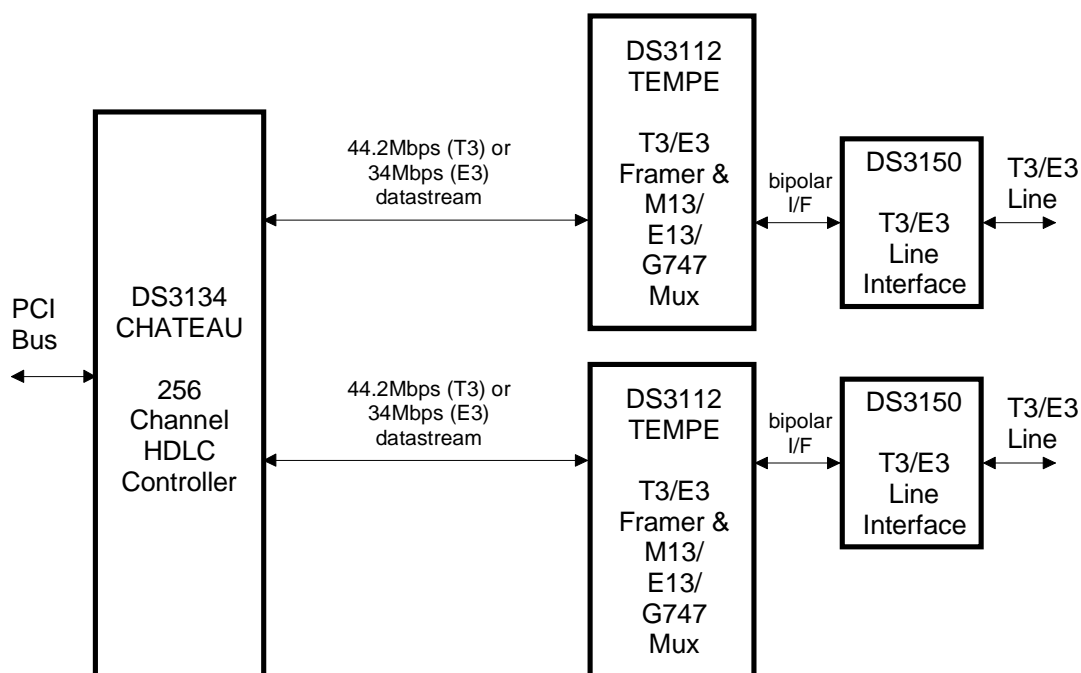 PCI
Bus
DS3134
CHATEAU
256
Channel
HDLC
Controller
44.2Mbps (T3) or
34Mbps (E3)
datastream
DS3112
TEMPE
T3/E3
Framer &
M13/
E13/
G747
Mux
bipolar
I/F
DS3150
T3/E3
Line
Interface
T3/E3
Line
44.2Mbps (T3) or
34Mbps (E3)
datastream
DS3112
TEMPE
T3/E3
Framer &
M13/
E13/
G747
Mux
bipolar
I/F
DS3150
T3/E3
Line
Interface
T3/E3
Line